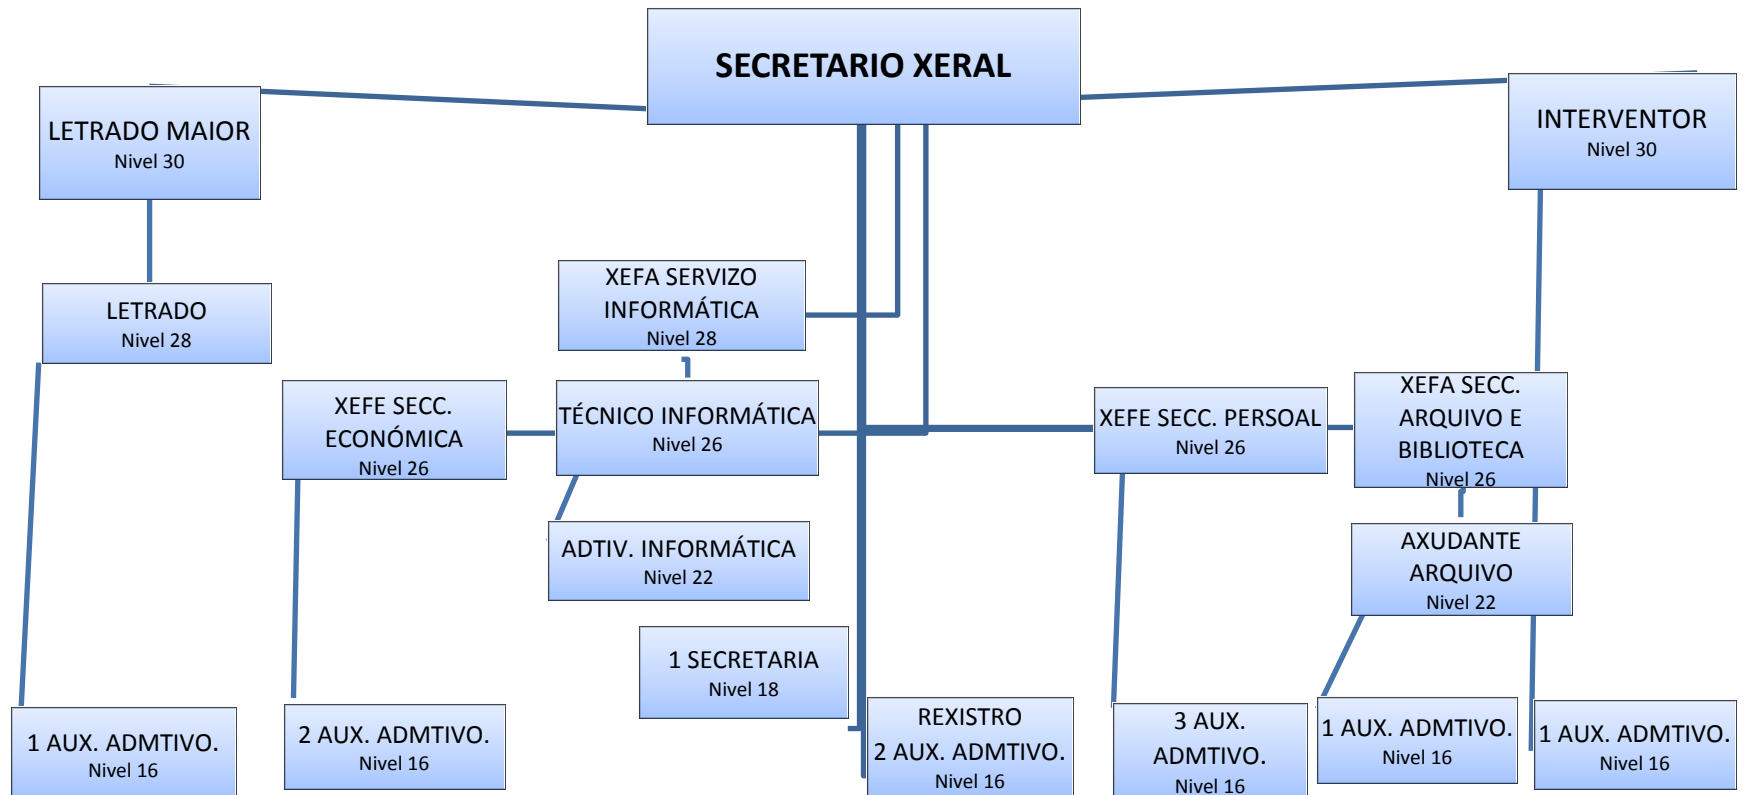 SECRETARIO XERAL
LETRADO MAIOR
Nivel 30
INTERVENTOR
Nivel 30
LETRADO
Nivel 28
XEFA SERVIZO
INFORMÁTICA
Nivel 28
XEFE SECC.
ECONÓMICA
Nivel 26
TÉCNICO INFORMÁTICA
Nivel 26
XEFE SECC. PERSOAL
Nivel 26
XEFA SECC.
ARQUIVO E
BIBLIOTECA
Nivel 26
ADTIV. INFORMÁTICA
Nivel 22
AXUDANTE
ARQUIVO
Nivel 22
1 SECRETARIA
Nivel 18
1 AUX. ADMTIVO.
Nivel 16
2 AUX. ADMTIVO.
Nivel 16
REXISTRO
2 AUX. ADMTIVO.
Nivel 16
3 AUX.
ADMTIVO.
Nivel 16
1 AUX. ADMTIVO.
Nivel 16
1 AUX. ADMTIVO.
Nivel 16